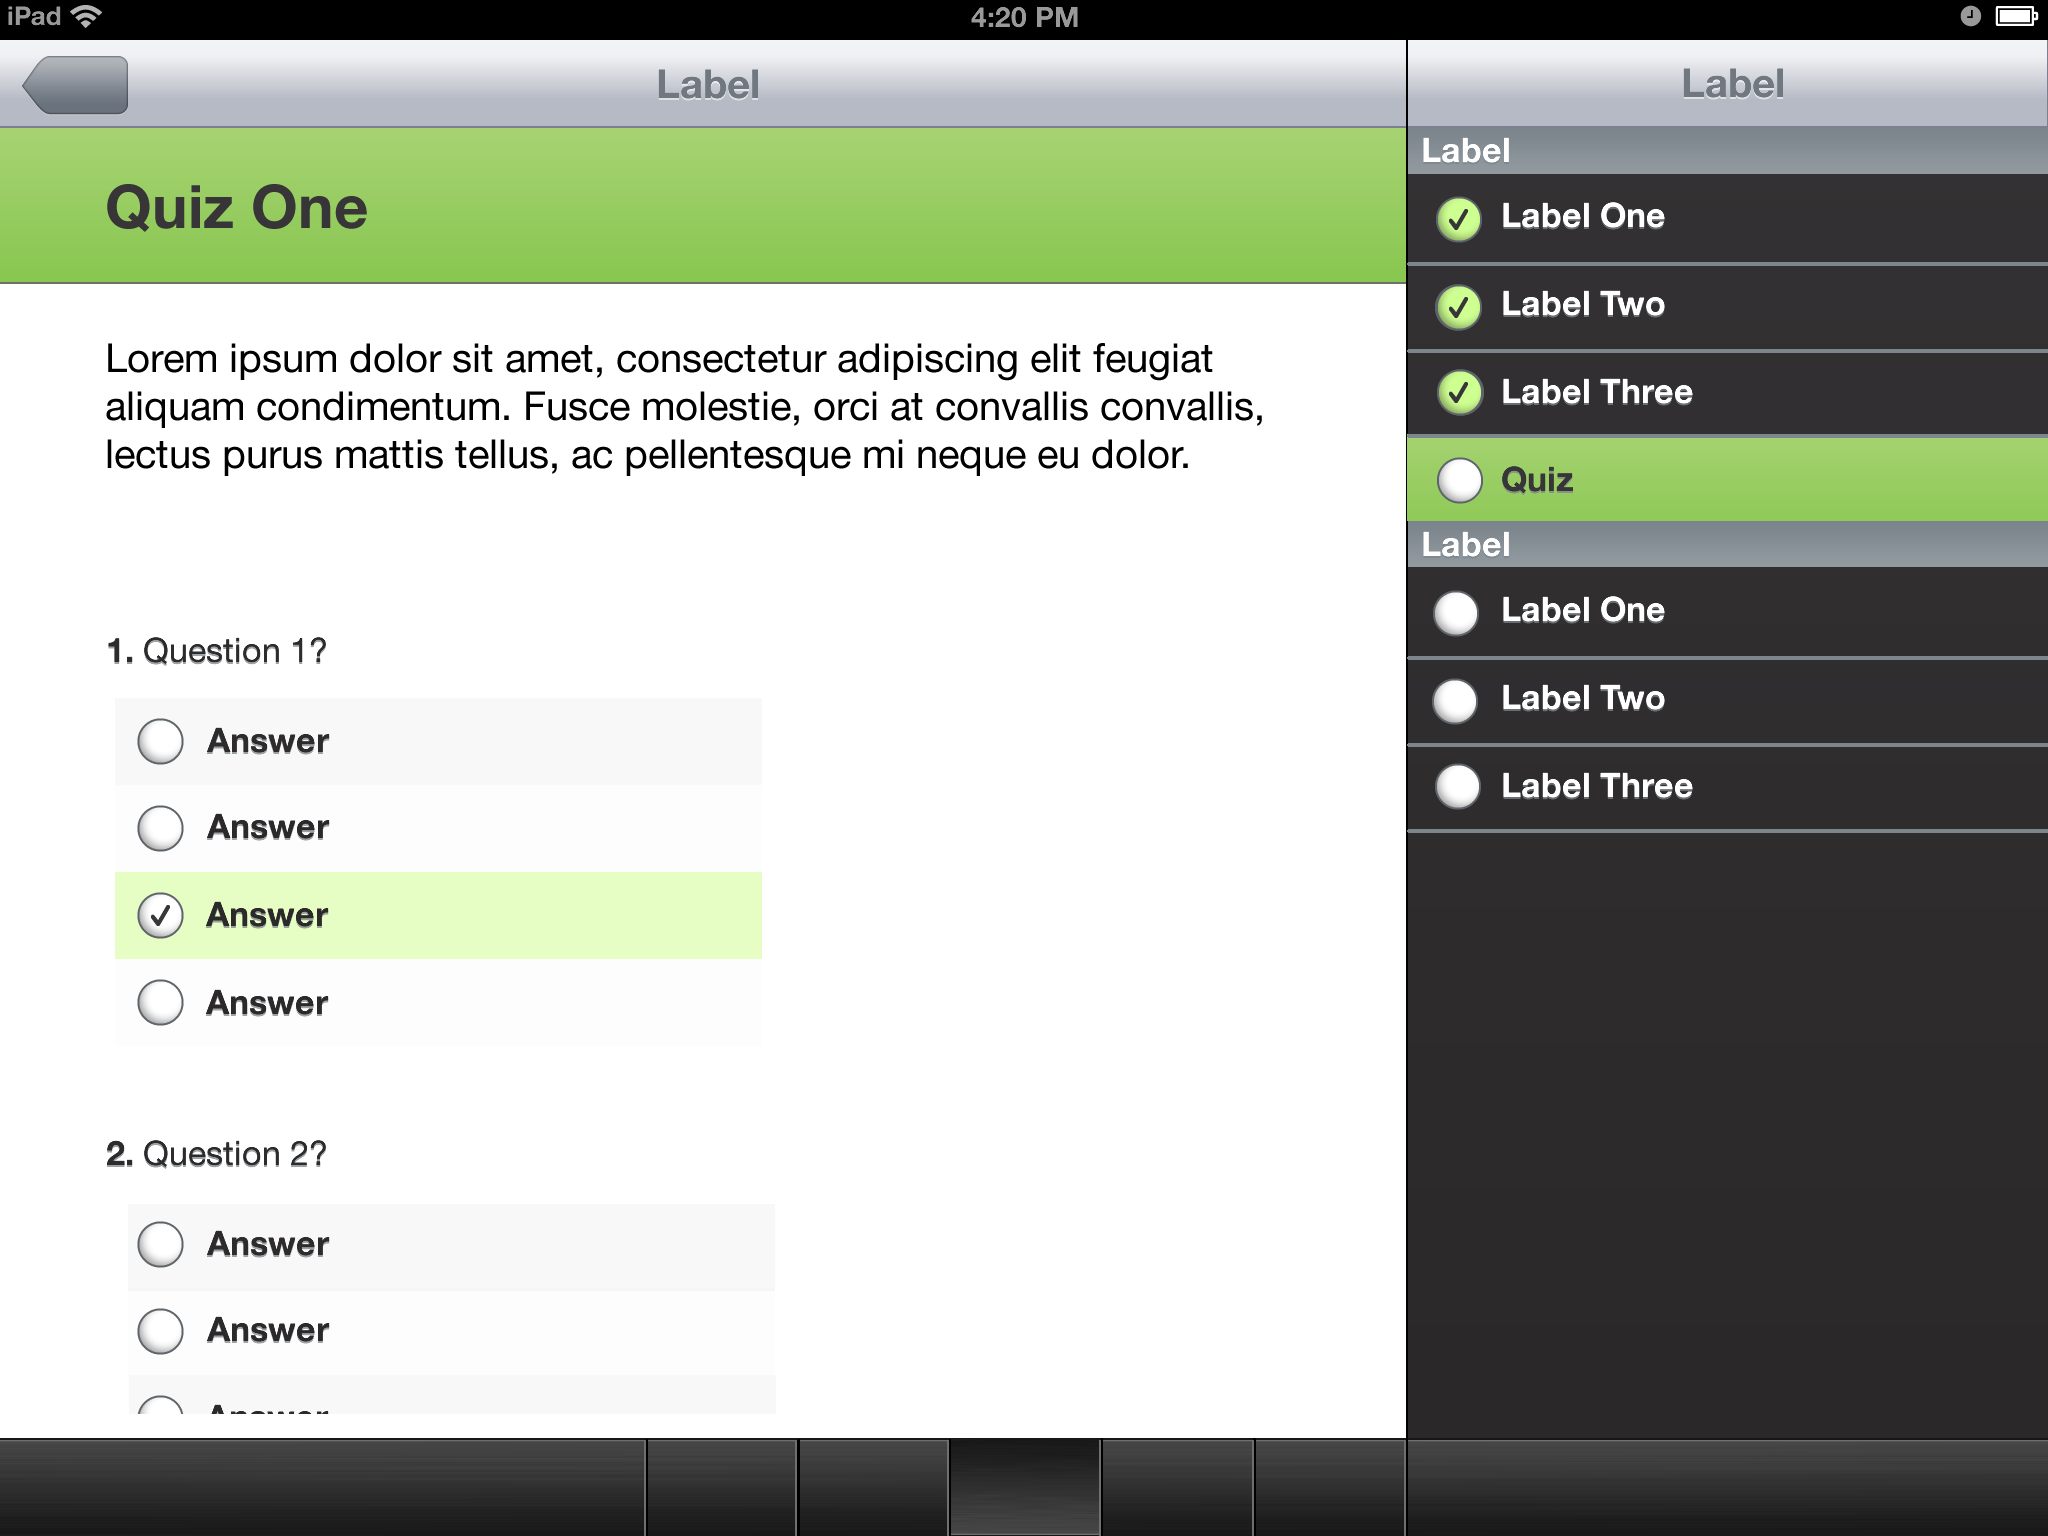 iPad
4:20 PM
Label
Quiz One
Lorem ipsum dolor sit amet, consectetur adipiscing elit feugiat
aliquam condimentum. Fusce molestie, orci at convallis convallis,
lectus purus mattis tellus, ac pellentesque mi neque eu dolor.
1. Question 1?
Answer
Answer
Answer
Answer
2. Question 2?
Answer
Answer
Answer
Label
Label
Label One
Label Two
Label Three
Quiz
Label
Label One
Label Two
Label Three